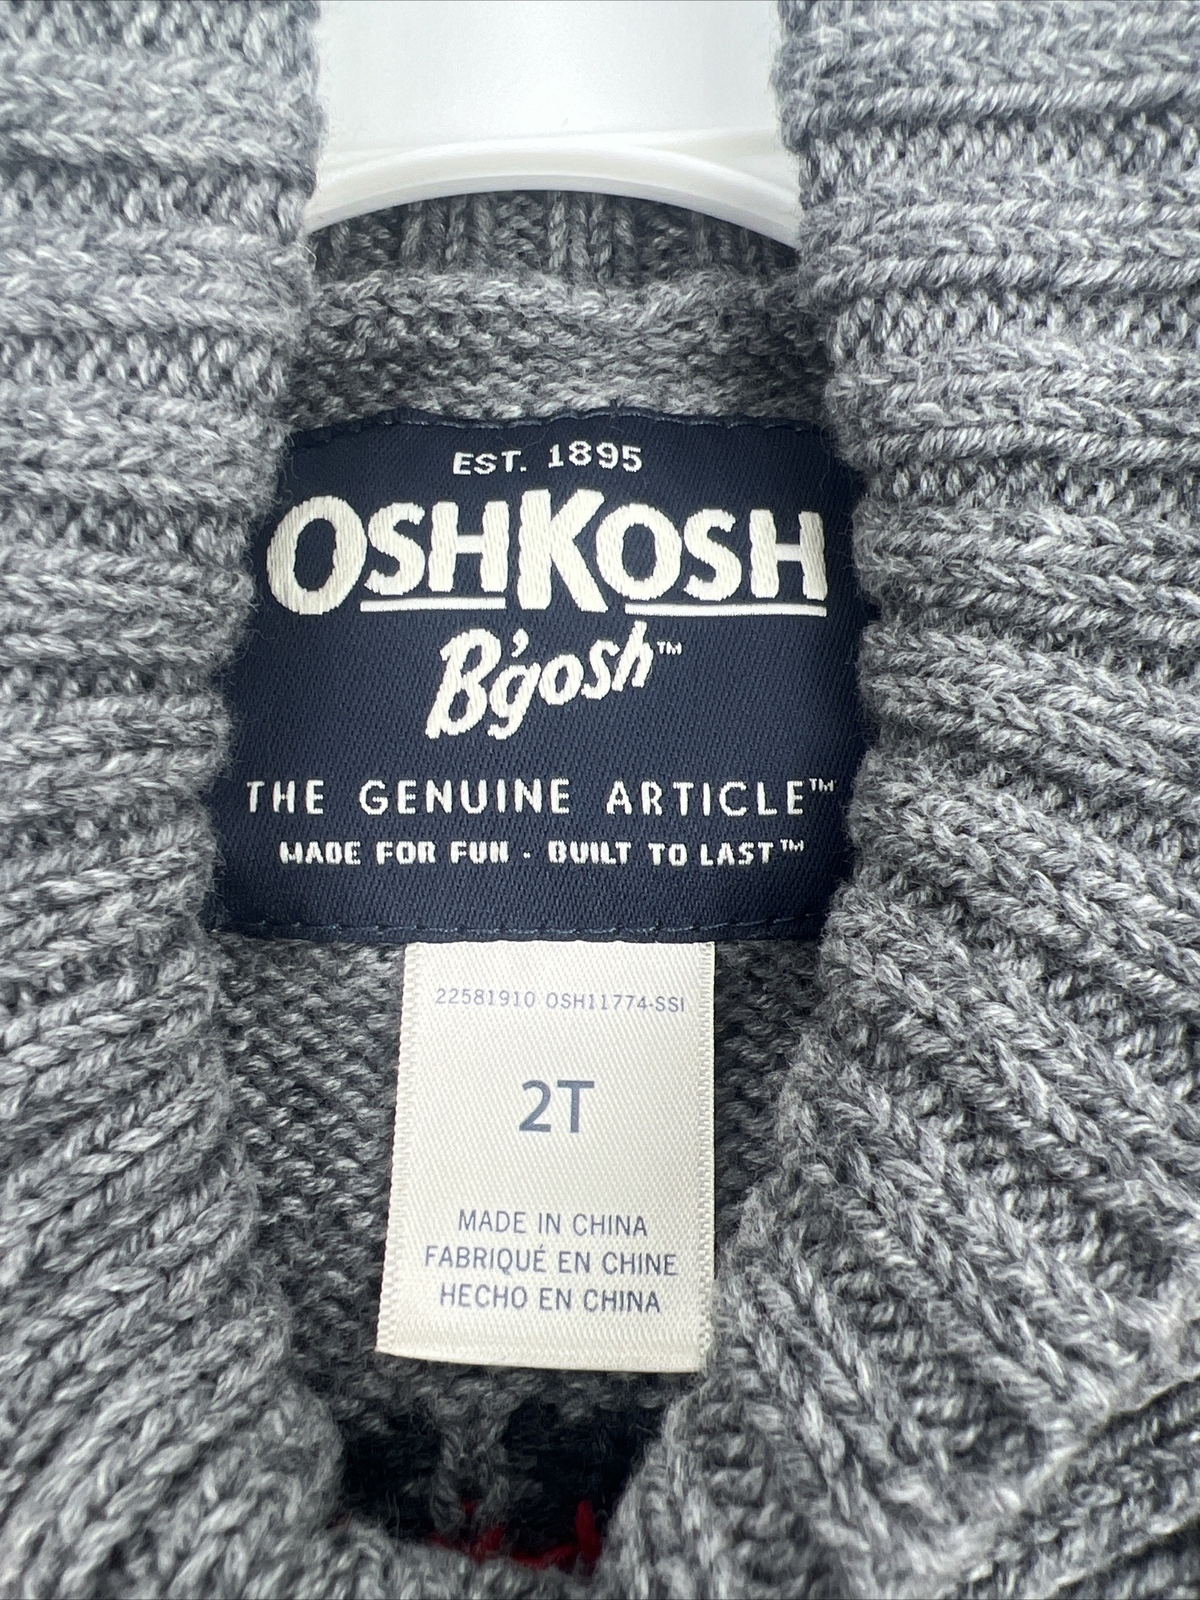 EST. 1895
OSHKOSH
B'gosh™
THE GENUINE ARTICLE™
MADE FOR FUN - BUILT TO LAST™
22581910 OSH11774-SSI
2T
MADE IN CHINA
FABRIQUÉ EN CHINE
HECHO EN CHINA